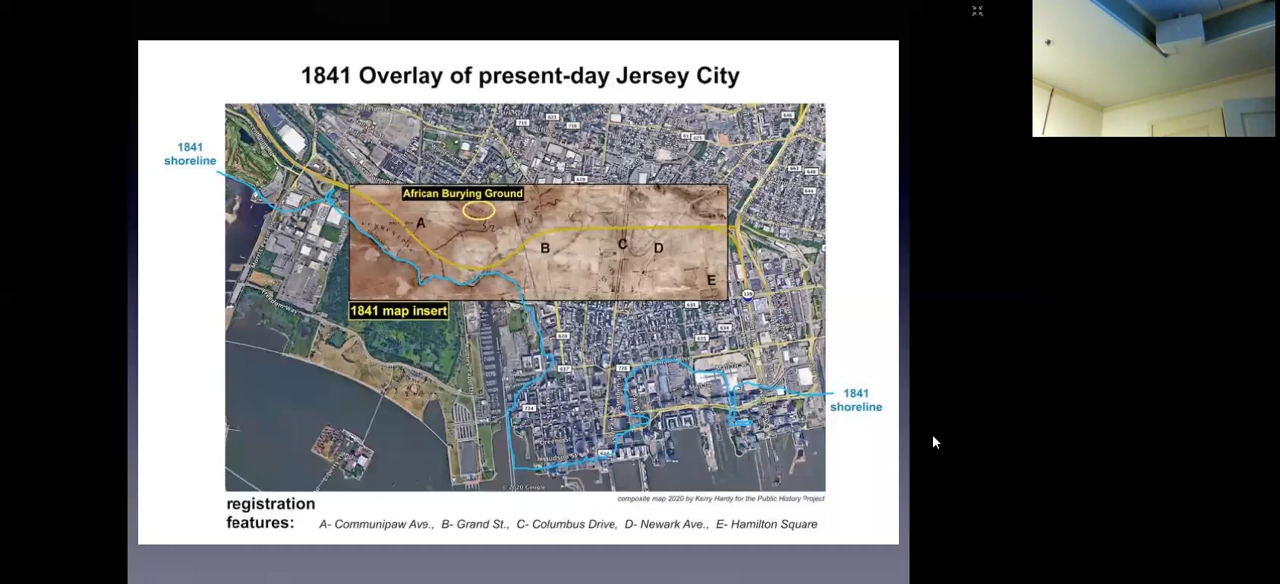 1841 Overlay of present-day Jersey City
1841
shoreline
African Burying Ground
A
B
C
D
E
1841 map insert
1841
shoreline
© 2020 Google
composite map 2020 by Kerry Hardy for the Public History Project
registration
features:
A- Communipaw Ave., B- Grand St., C- Columbus Drive, D- Newark Ave., E- Hamilton Square